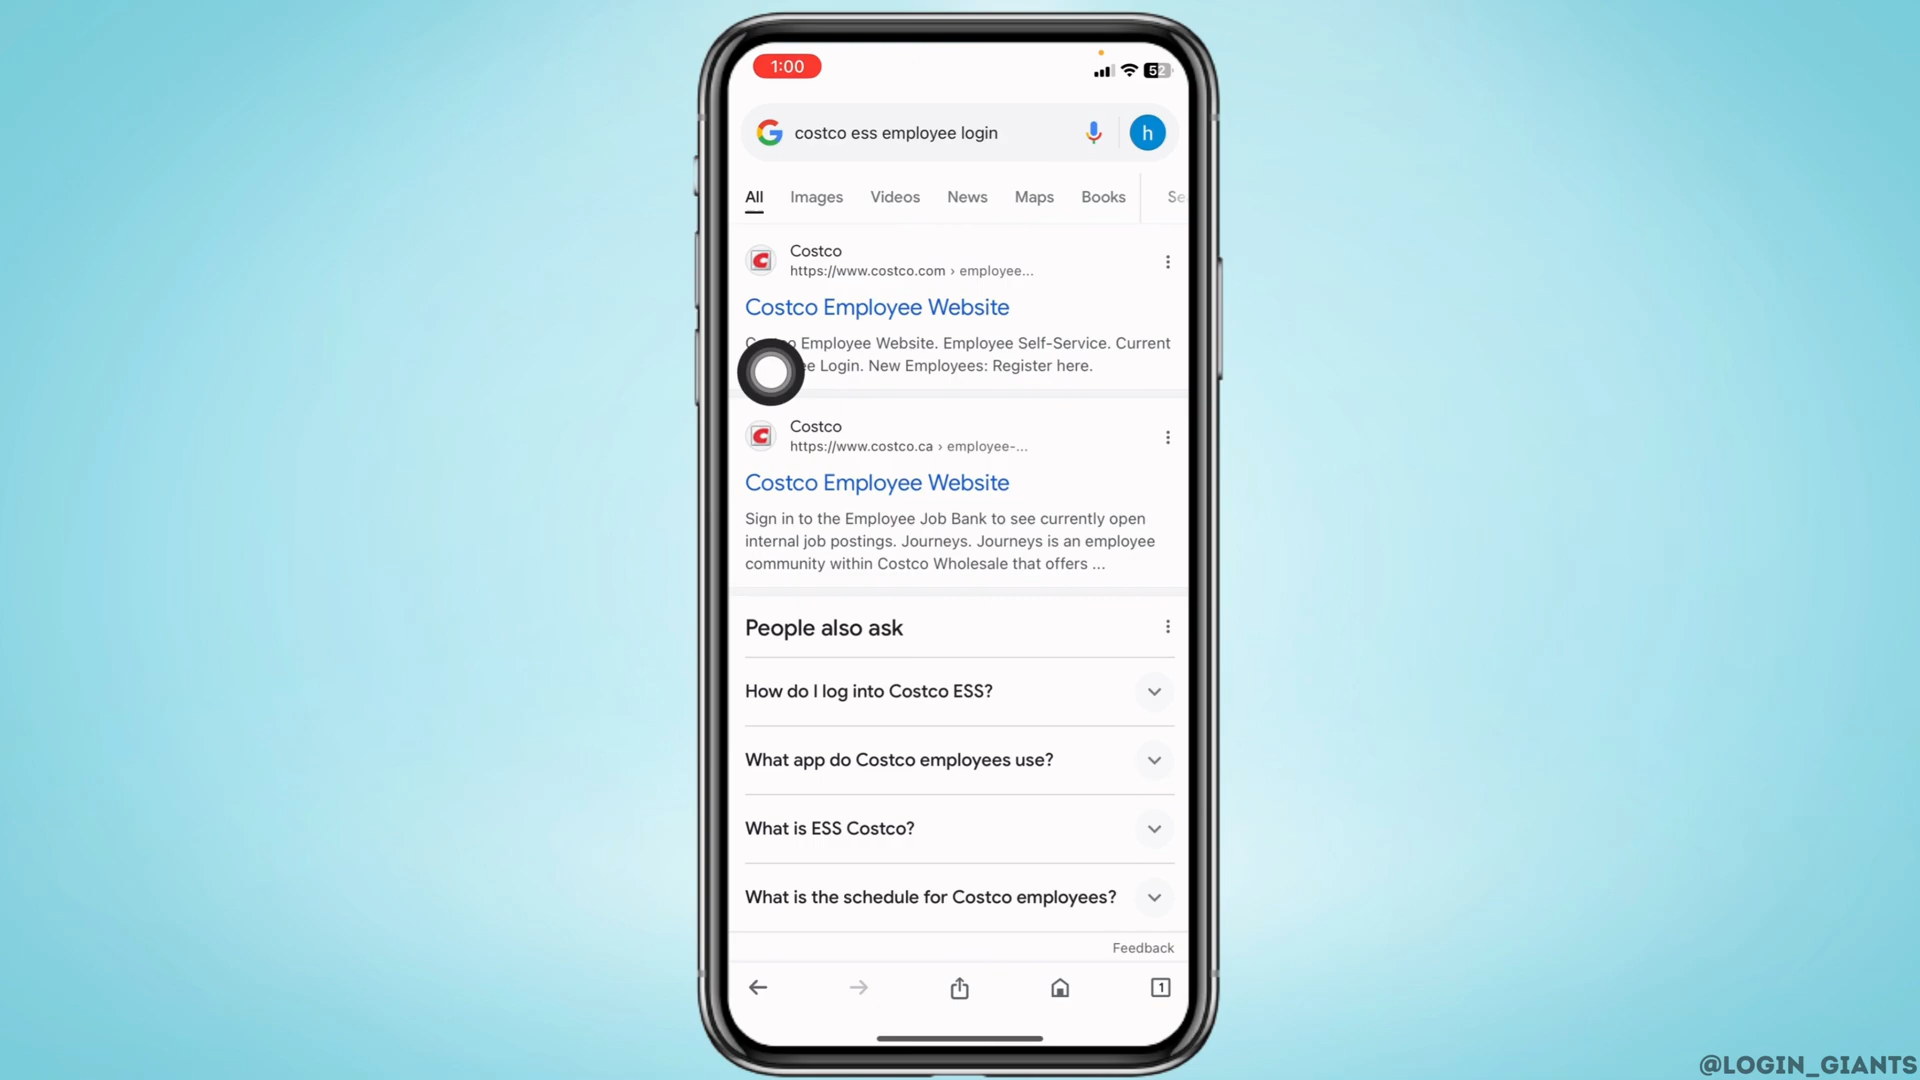 1:00
52
costco ess employee login
h
All Images Videos News Maps Books
Costco
https://www.costco.com › employee...
Costco Employee Website
Employee Website. Employee Self-Service. Current
Login. New Employees: Register here.
Costco
https://www.costco.ca › employee-...
Costco Employee Website
Sign in to the Employee Job Bank to see currently open
internal job postings. Journeys. Journeys is an employee
community within Costco Wholesale that offers ...
People also ask
How do I log into Costco ESS?
What app do Costco employees use?
What is ESS Costco?
What is the schedule for Costco employees?
Feedback
1
@LOGIN_GIANTS